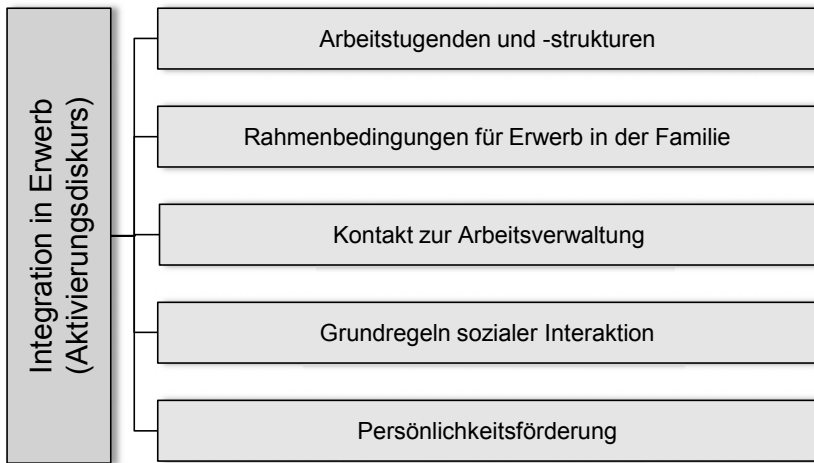 Integration in Erwerb
(Aktivierungsdiskurs)
Arbeitstugenden und -strukturen
Rahmenbedingungen für Erwerb in der Familie
Kontakt zur Arbeitsverwaltung
Grundregeln sozialer Interaktion
Persönlichkeitsförderung